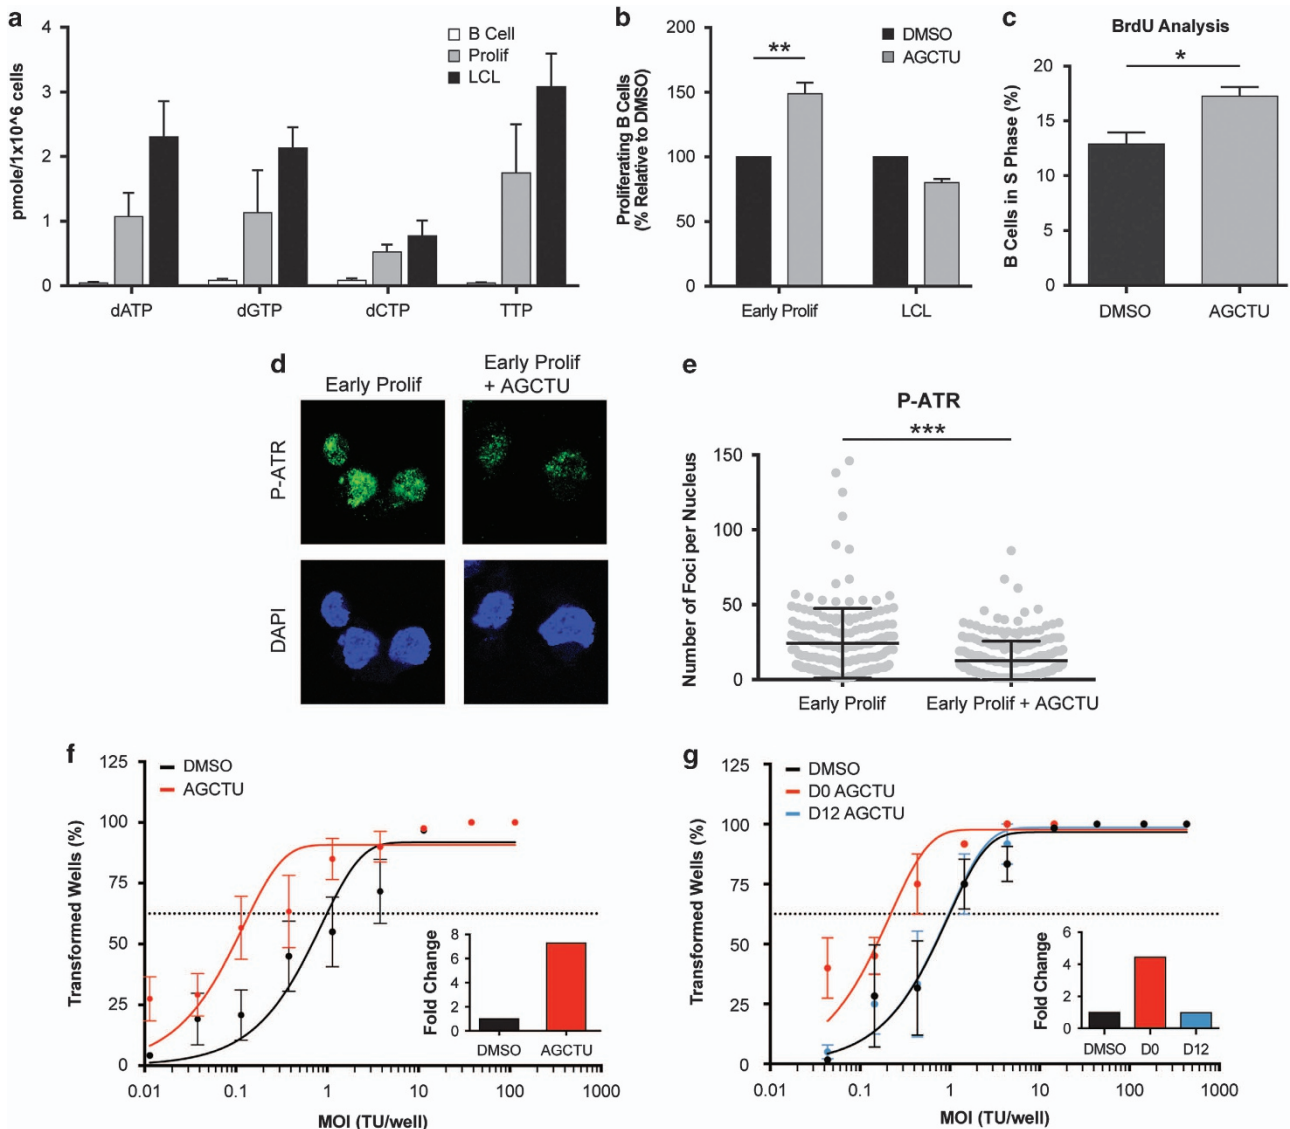 a
pmole/1x10^6 cells
4
3
2
1
0
B Cell
Prolif
LCL
dATP
dGTP
dCTP
TTP
b
Proliferating B Cells
(% Relative to DMSO)
200
150
100
50
0
DMSO
AGCTU
**
Early Prolif
LCL
c
BrdU Analysis
B Cells in S Phase (%)
20
15
10
5
0
*
DMSO
AGCTU
d
Early Prolif
Early Prolif
+ AGCTU
P-ATR
DAPI
e
P-ATR
***
Number of Foci per Nucleus
150
100
50
0
Early Prolif
Early Prolif + AGCTU
f
Transformed Wells (%)
125
100
75
50
25
0
DMSO
AGCTU
Fold Change
8
6
4
2
0
DMSO
AGCTU
0.01
0.1
1
10
100
1000
MOI (TU/well)
g
Transformed Wells (%)
125
100
75
50
25
0
DMSO
D0 AGCTU
D12 AGCTU
Fold Change
6
4
2
0
DMSO
D0
D12
0.01
0.1
1
10
100
1000
MOI (TU/well)